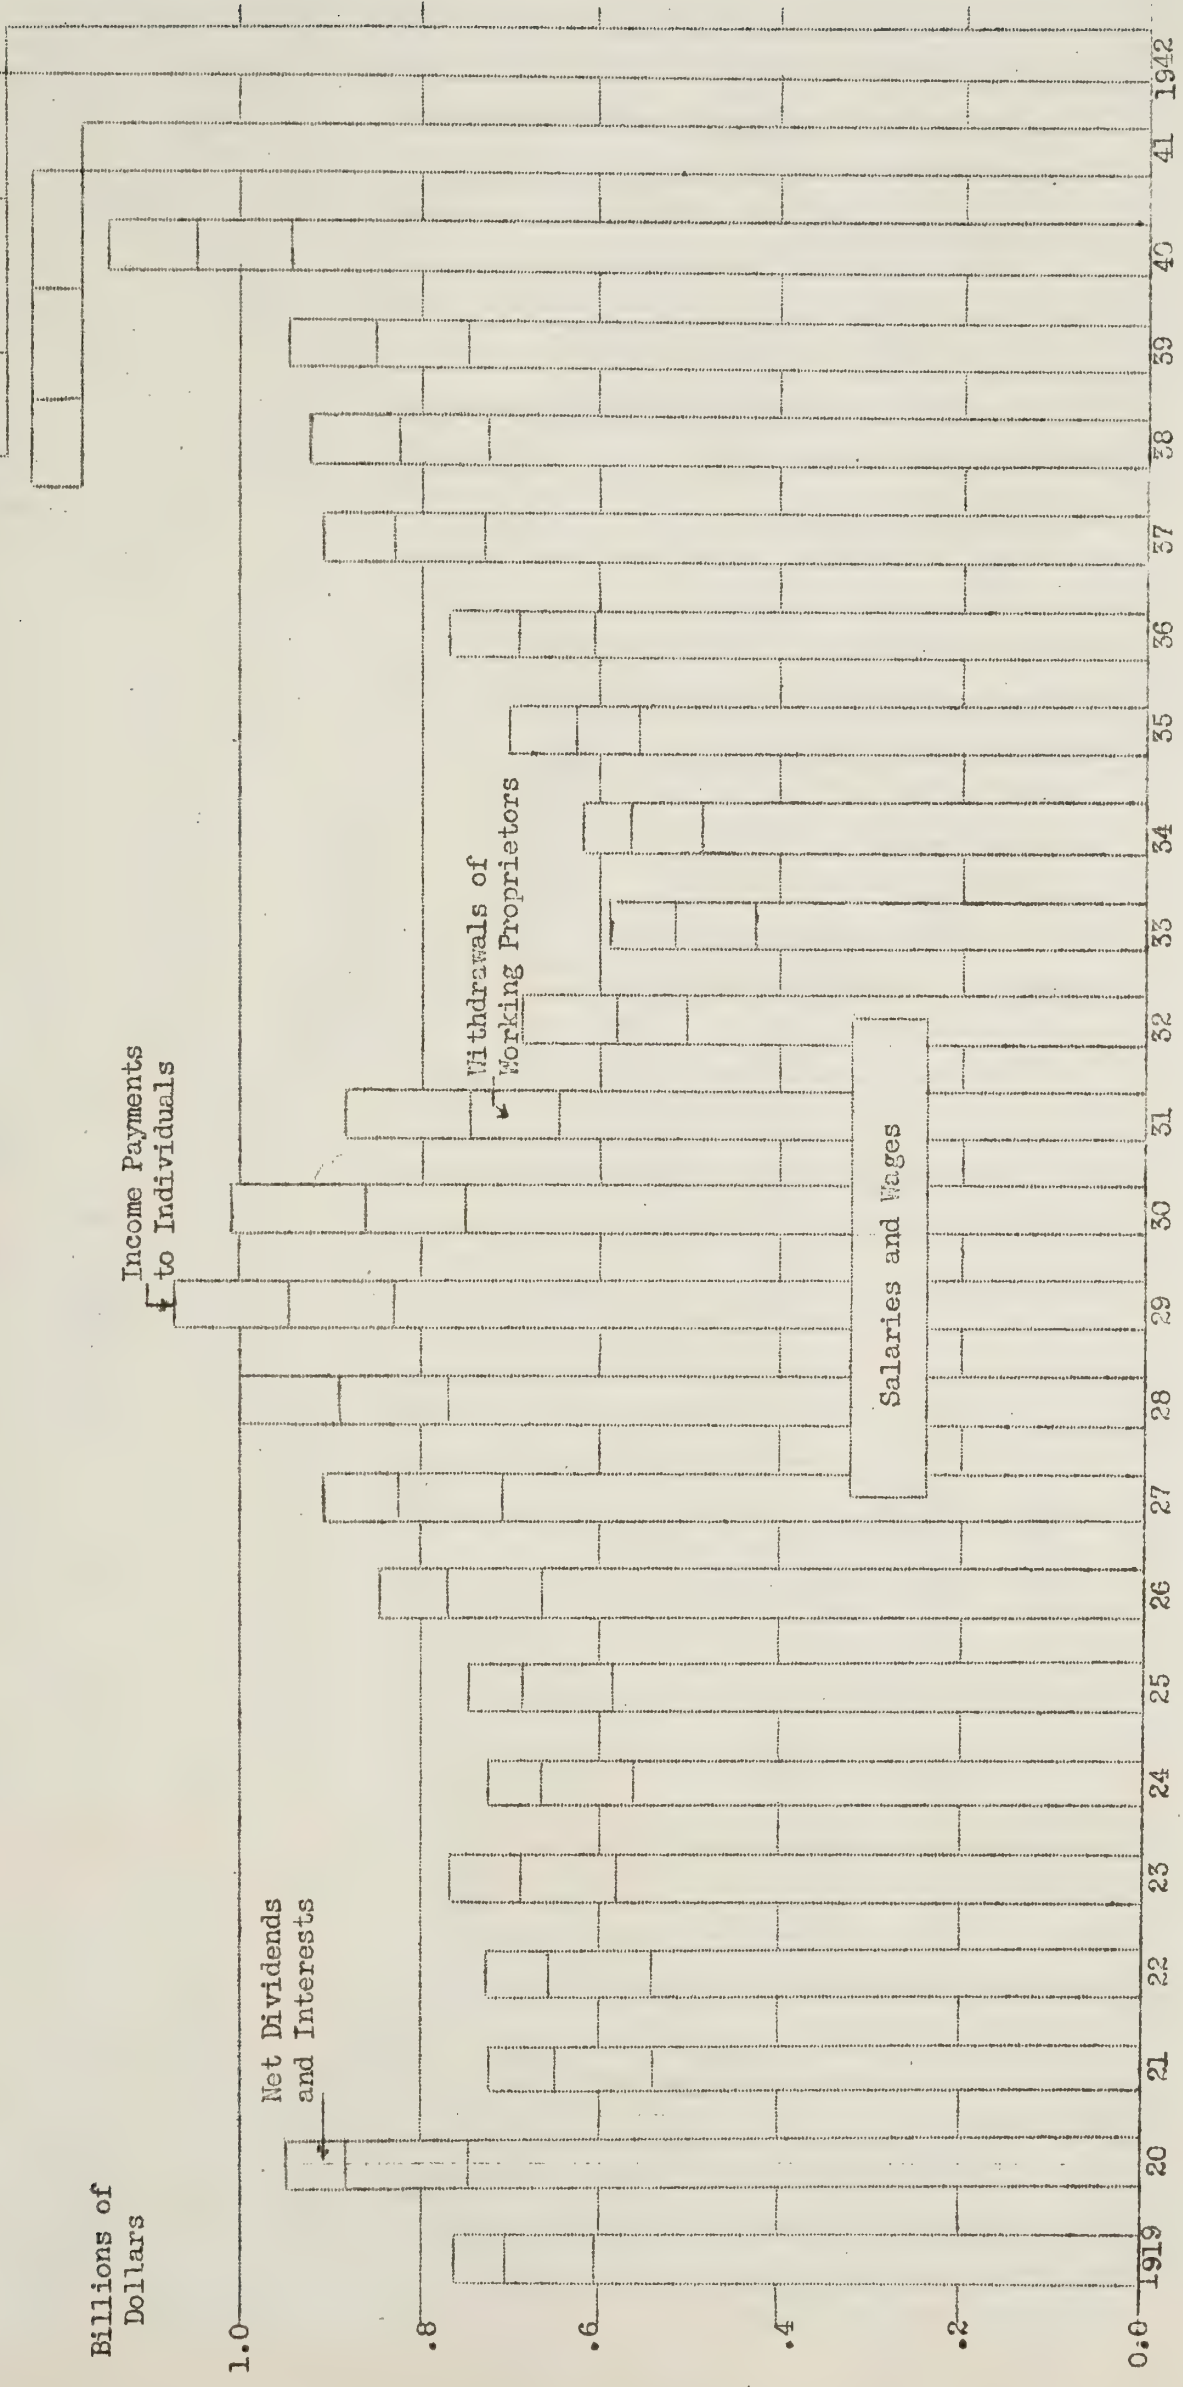 Billions of
Dollars
Net Dividends
and Interests
Income Payments
to Individuals
Withdrawals of
Working Proprietors
Salaries and Wages
1.0
.8
.6
.4
.2
0.0
1919 20 21 22 23 24 25 26 27 28 29 30 31 32 33 34 35 36 37 38 39 40 41 1942